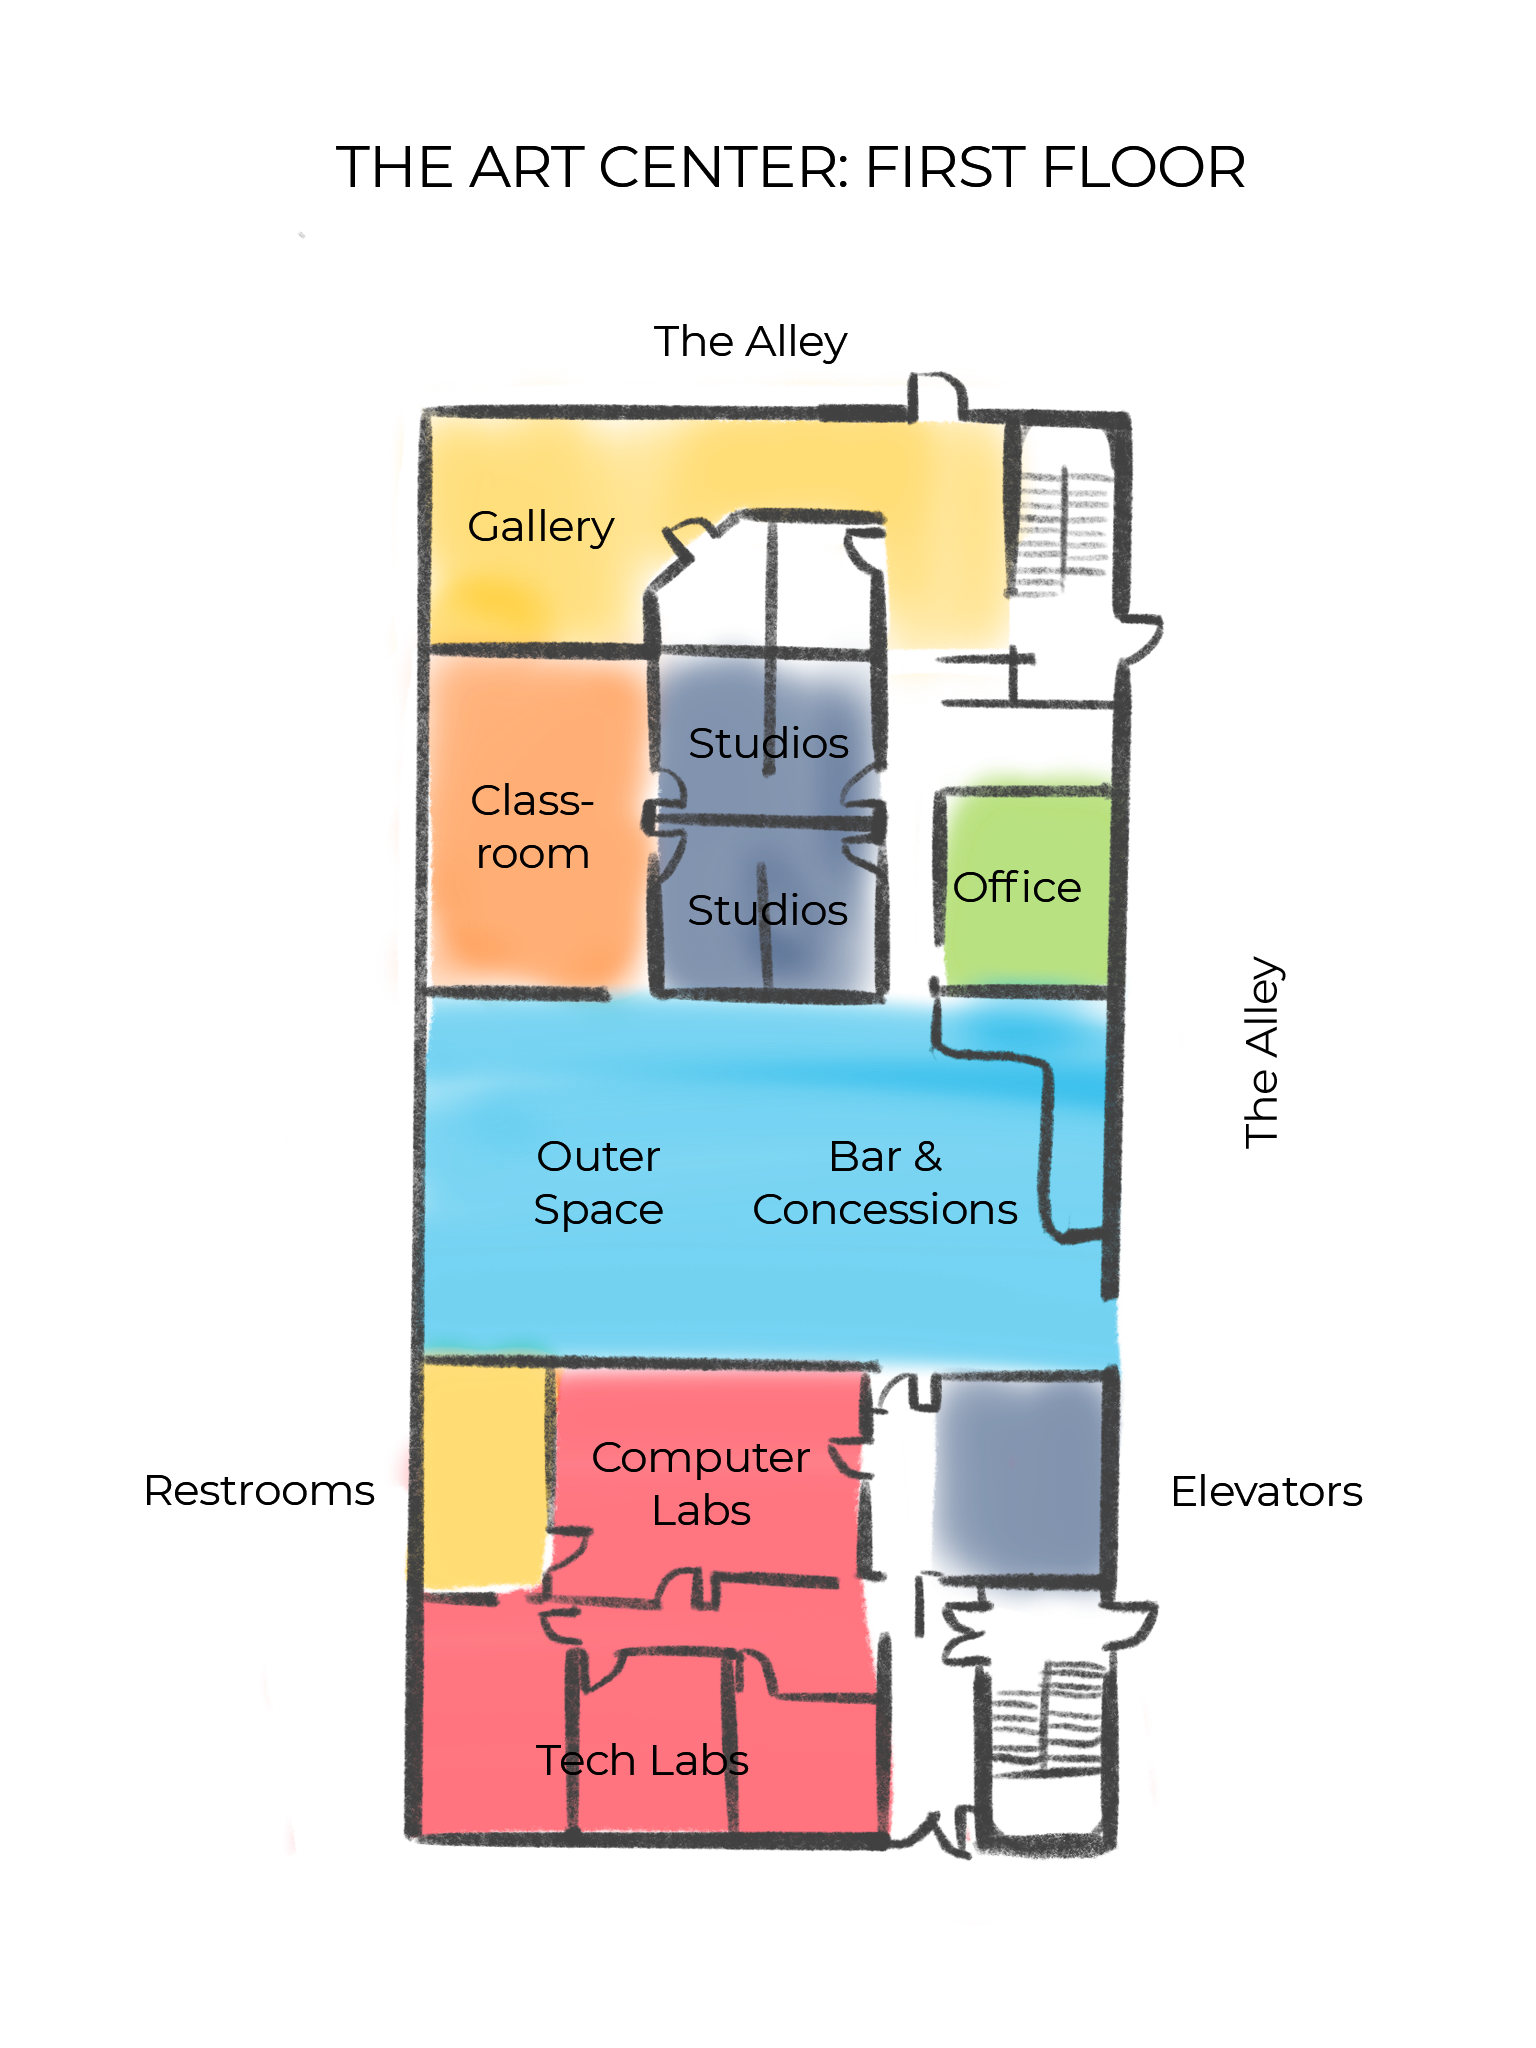 THE ART CENTER: FIRST FLOOR
The Alley
Gallery
Studios
Class-
room
Office
Studios
The Alley
Outer
Space
Bar &
Concessions
Computer
Labs
Restrooms
Elevators
Tech Labs